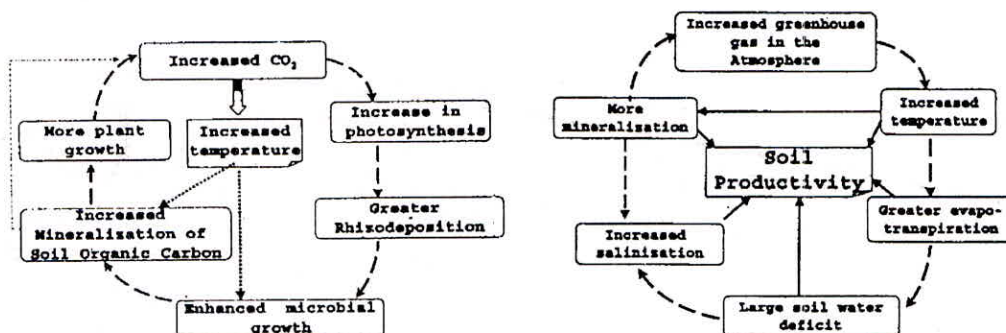 Increased CO2
Increase in
photosynthesis
Increased
temperature
More plant
growth
Greater
Rhizodeposition
Increased
Mineralization of
Soil Organic Carbon
Enhanced microbial
growth
Increased greenhouse
gas in the
Atmosphere
More
mineralization
Increased
temperature
Soil
Productivity
Greater evapo-
transpiration
Increased
salinisation
Large soil water
deficit